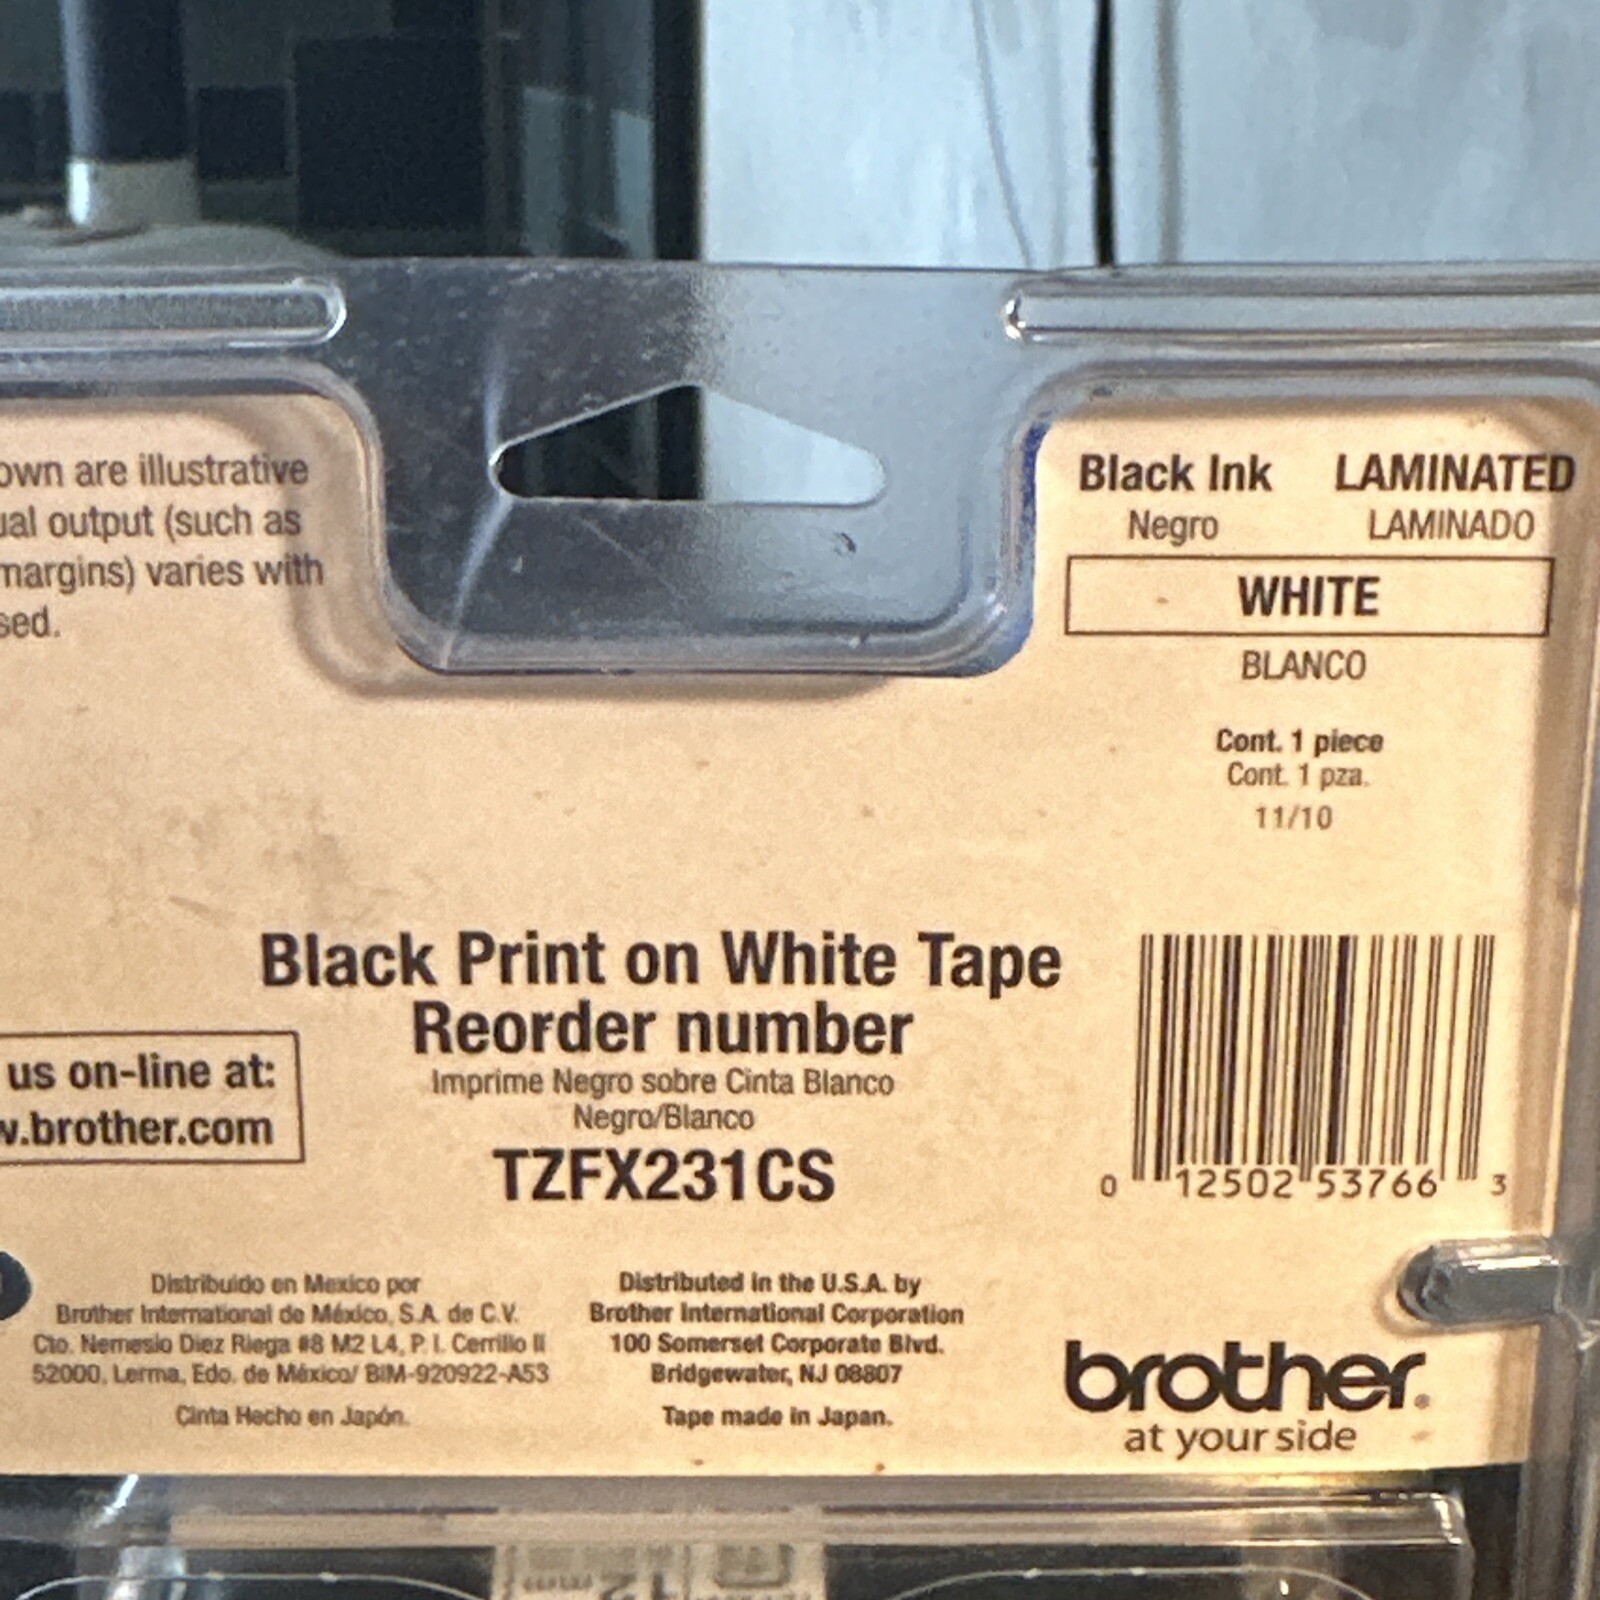 own are illustrative
ual output (such as
margins) varies with
sed.
Black Ink LAMINATED
Negro LAMINADO
WHITE
BLANCO
Cont. 1 piece
Cont. 1 pza.
11/10
Black Print on White Tape
Reorder number
Imprime Negro sobre Cinta Blanco
Negro/Blanco
TZFX231CS
us on-line at:
w.brother.com
0 12502 53766 3
Distribuido en Mexico por
Brother International de México, S.A. de C.V.
Cto. Nemesio Diez Riega #8 M2 L4, P. I. Cerrillo II
52000, Lerma, Edo. de México/ BIM-920922-A53
Cinta Hecho en Japón.
Distributed in the U.S.A. by
Brother International Corporation
100 Somerset Corporate Blvd.
Bridgewater, NJ 08807
Tape made in Japan.
brother®
at your side